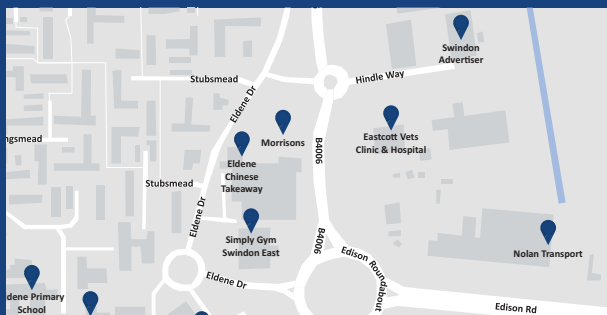 Swindon
Advertiser
Stubsmead
Hindle Way
Eldene Dr
Morrisons
B4006
Eastcott Vets
Clinic & Hospital
ngsmead
Eldene
Chinese
Takeaway
Stubsmead
Eldene Dr
Simply Gym
Swindon East
B4006
Edison Roundabout
Nolan Transport
Eldene Dr
dene Primary
School
Edison Rd